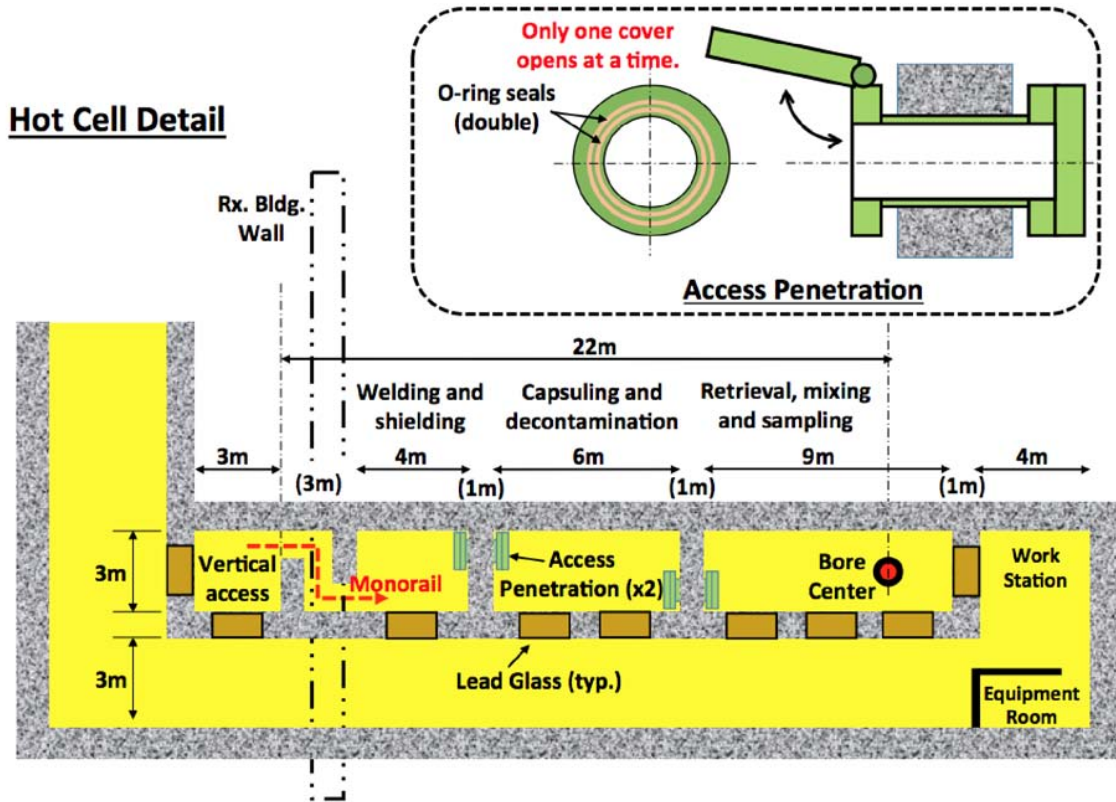 Only one cover
opens at a time.
O-ring seals
(double)
Hot Cell Detail
Rx. Bldg.
Wall
Access Penetration
22m
Welding and
shielding
Capsuling and
decontamination
Retrieval, mixing
and sampling
3m
(3m)
4m
(1m)
6m
(1m)
9m
(1m)
4m
3m
Vertical
access
Monorail
Access
Penetration (x2)
Bore
Center
Work
Station
3m
Lead Glass (typ.)
Equipment
Room